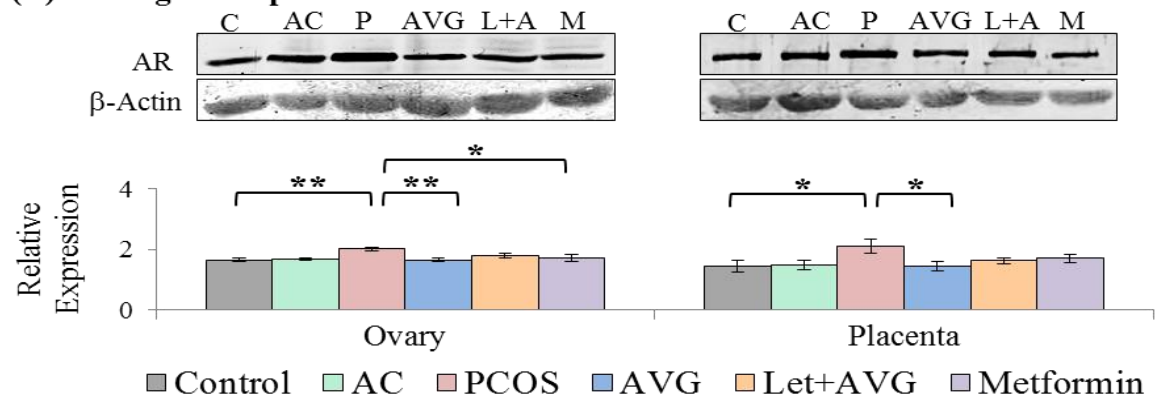 C AC P AVG L+A M C AC P AVG L+A M
AR
β-Actin
*
** ** * *
4
2
0
Relative
Expression
Ovary Placenta
Control AC PCOS AVG Let+AVG Metformin